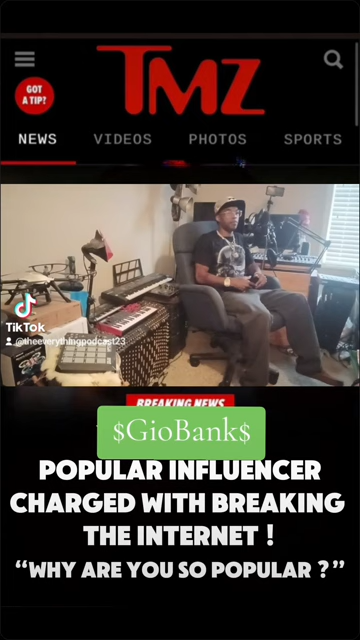 GOT
A TIP?
TMZ
NEWS VIDEOS PHOTOS SPORTS
TikTok
@theeverythingpodcast23
BREAKING NEWS
$GioBank$
POPULAR INFLUENCER
CHARGED WITH BREAKING
THE INTERNET !
“WHY ARE YOU SO POPULAR ?”